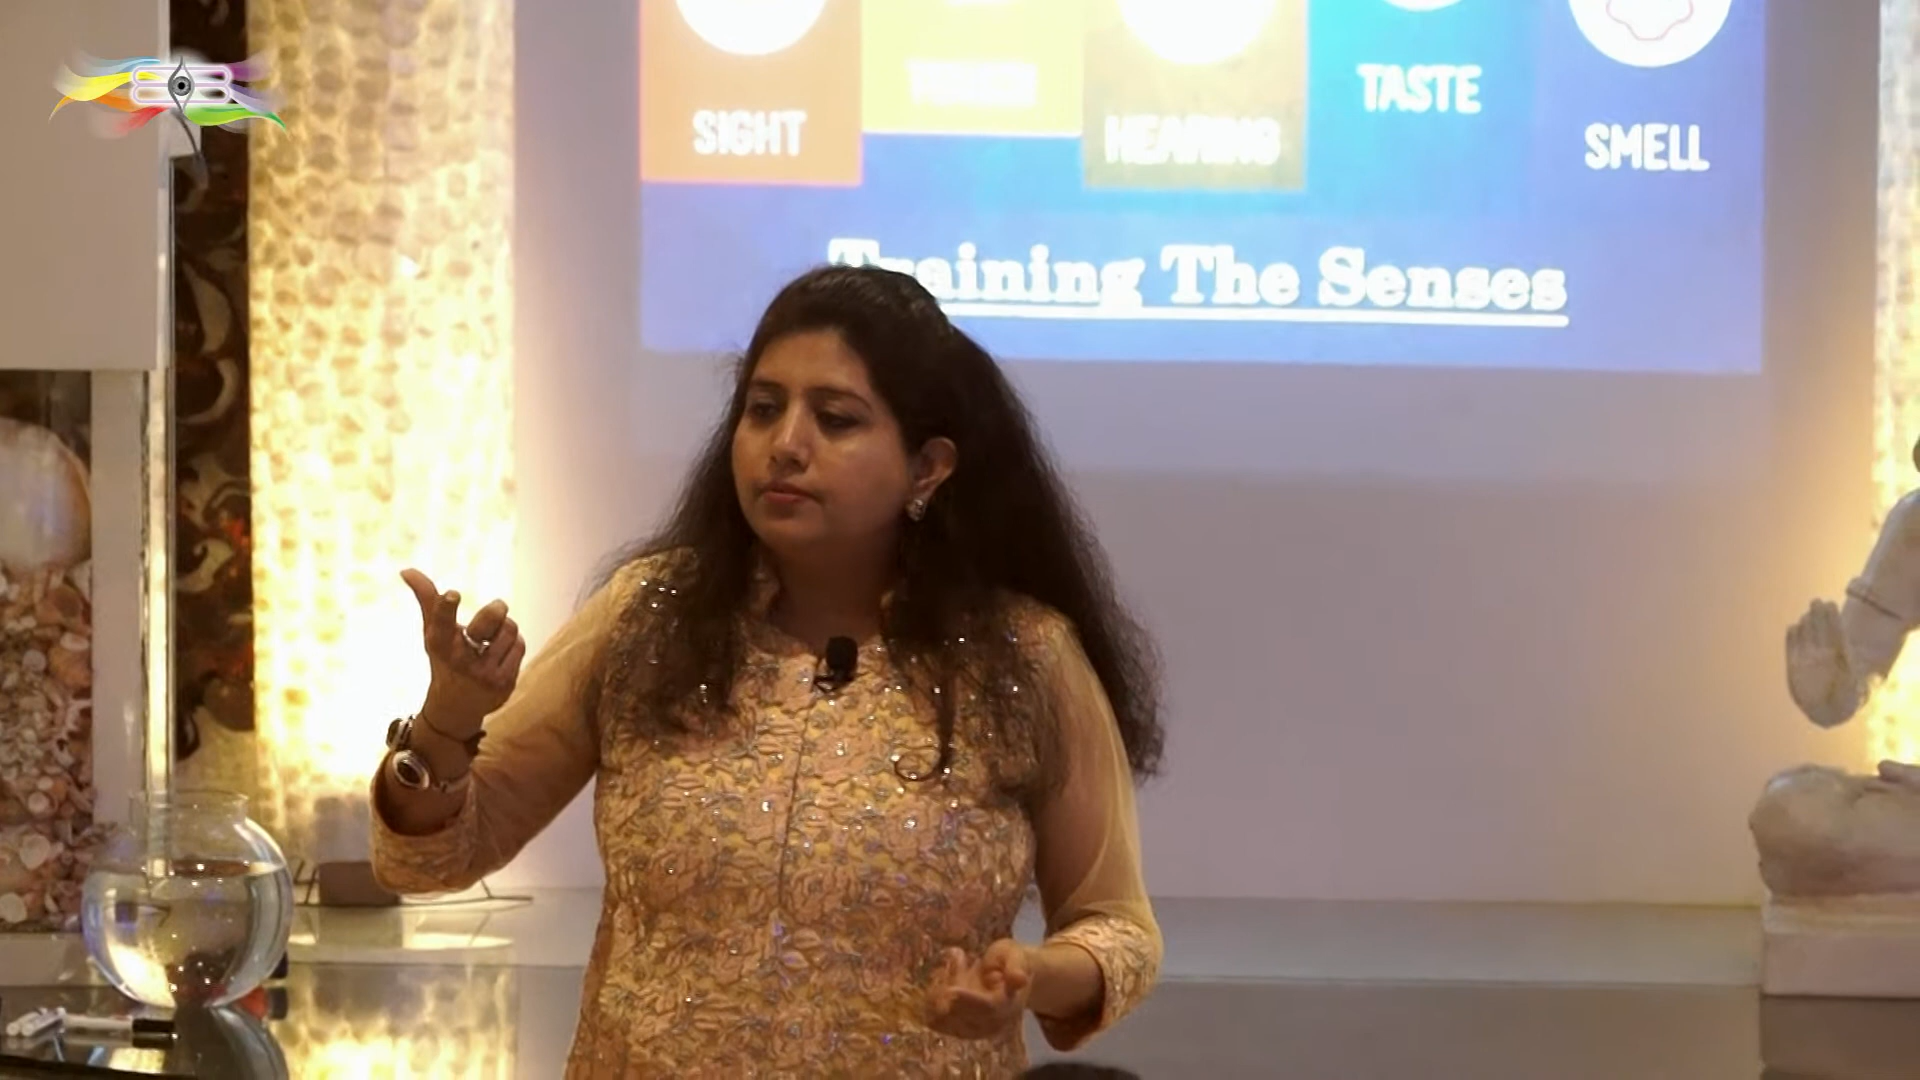 SIGHT
HEARING
TASTE
SMELL
Training The Senses